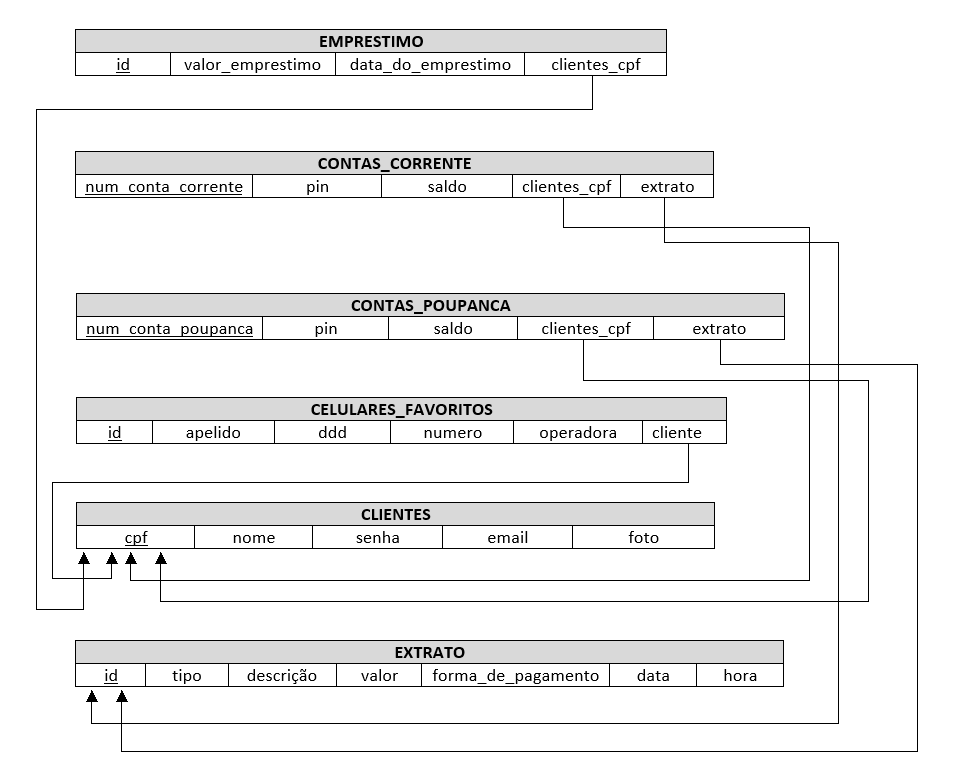 EMPRESTIMO
id valor_emprestimo data_do_emprestimo clientes_cpf
CONTAS_CORRENTE
num_conta_corrente pin saldo clientes_cpf extrato
CONTAS_POUPANCA
num_conta_poupanca pin saldo clientes_cpf extrato
CELULARES_FAVORITOS
id apelido ddd numero operadora cliente
CLIENTES
cpf nome senha email foto
EXTRATO
id tipo descrição valor forma_de_pagamento data hora